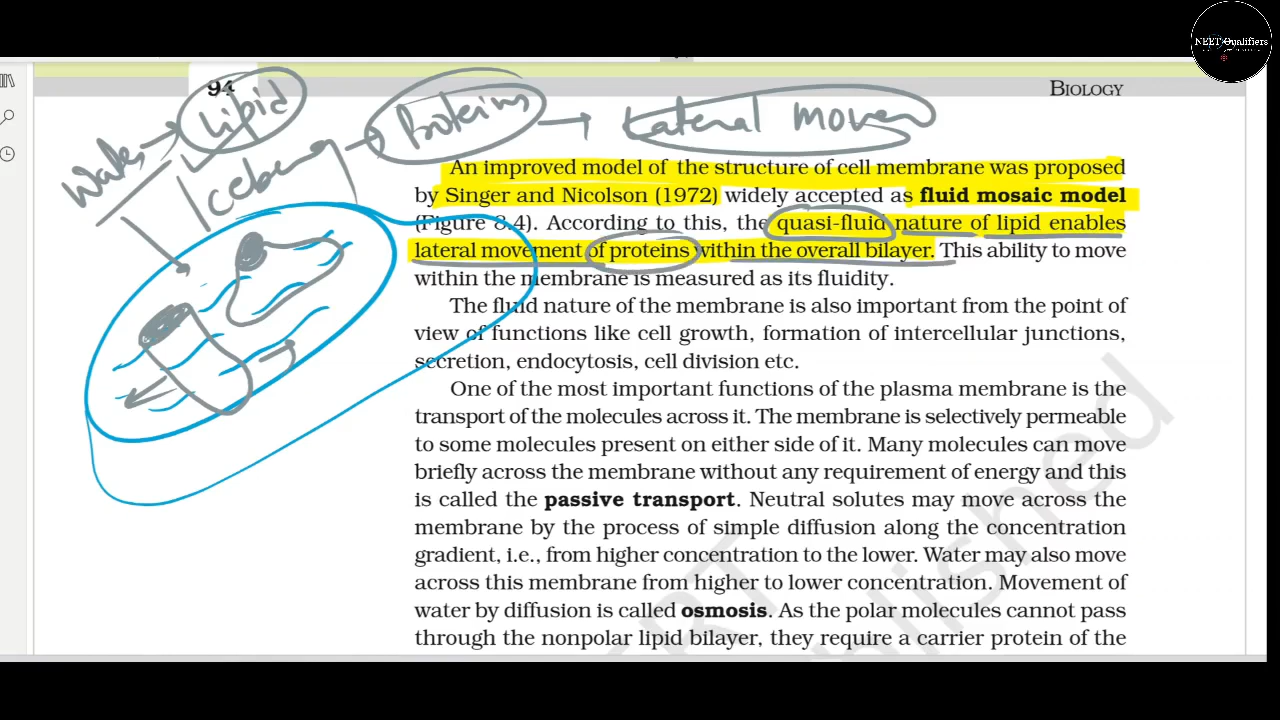 NEET Qualifiers
94
BIOLOGY
Water → Lipid
Iceberg → Proteins → Lateral movem
An improved model of the structure of cell membrane was proposed
by Singer and Nicolson (1972) widely accepted as fluid mosaic model
(Figure 8.4). According to this, the quasi-fluid nature of lipid enables
lateral movement of proteins within the overall bilayer. This ability to move
within the membrane is measured as its fluidity.
The fluid nature of the membrane is also important from the point of
view of functions like cell growth, formation of intercellular junctions,
secretion, endocytosis, cell division etc.
One of the most important functions of the plasma membrane is the
transport of the molecules across it. The membrane is selectively permeable
to some molecules present on either side of it. Many molecules can move
briefly across the membrane without any requirement of energy and this
is called the passive transport. Neutral solutes may move across the
membrane by the process of simple diffusion along the concentration
gradient, i.e., from higher concentration to the lower. Water may also move
across this membrane from higher to lower concentration. Movement of
water by diffusion is called osmosis. As the polar molecules cannot pass
through the nonpolar lipid bilayer, they require a carrier protein of the